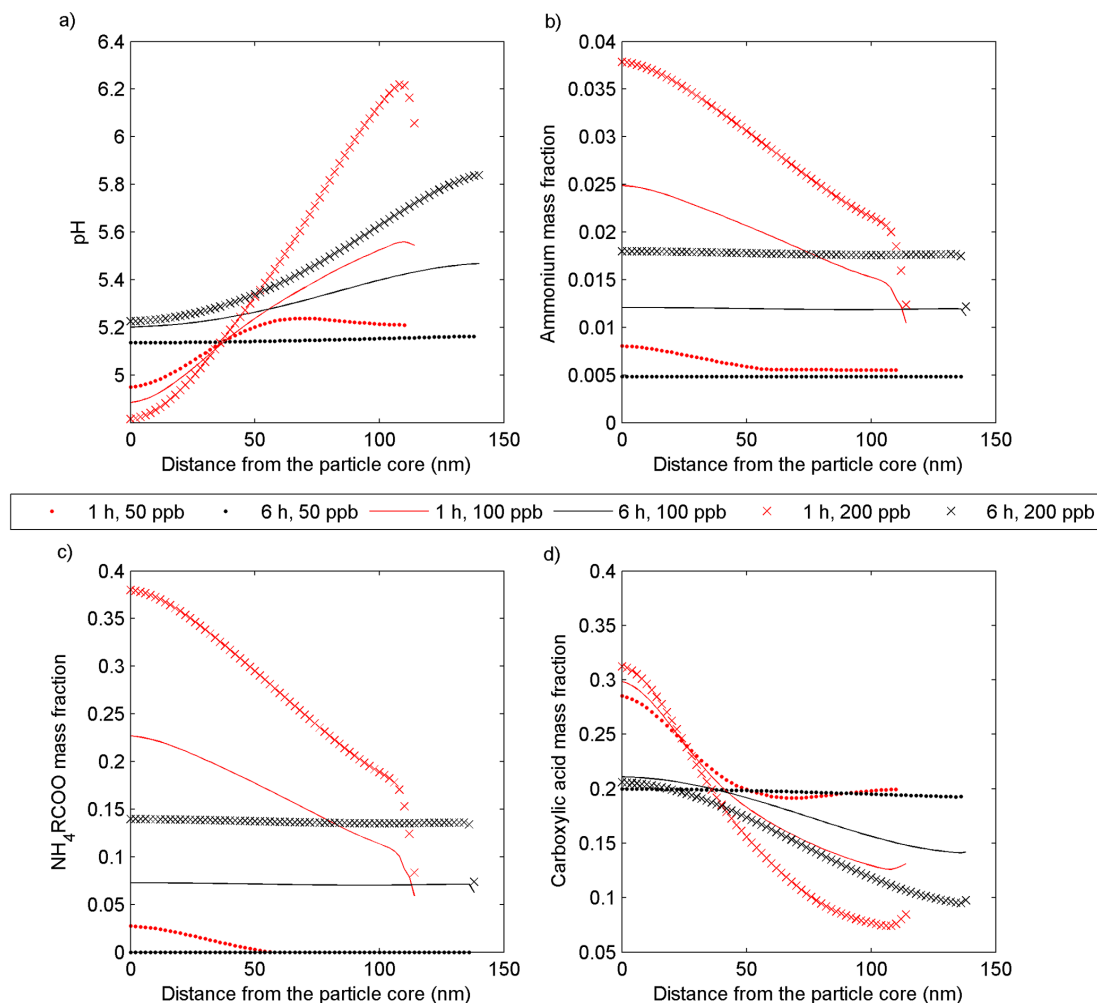 a)
6.4
6.2
6
5.8
5.6
5.4
5.2
5
pH
0
50
100
150
Distance from the particle core (nm)
b)
0.04
0.035
0.03
0.025
0.02
0.015
0.01
0.005
0
Ammonium mass fraction
0
50
100
150
Distance from the particle core (nm)
1 h, 50 ppb
6 h, 50 ppb
1 h, 100 ppb
6 h, 100 ppb
1 h, 200 ppb
6 h, 200 ppb
c)
0.4
0.35
0.3
0.25
0.2
0.15
0.1
0.05
0
NH4RCOO mass fraction
0
50
100
150
Distance from the particle core (nm)
d)
0.4
0.35
0.3
0.25
0.2
0.15
0.1
0.05
Carboxylic acid mass fraction
0
50
100
150
Distance from the particle core (nm)